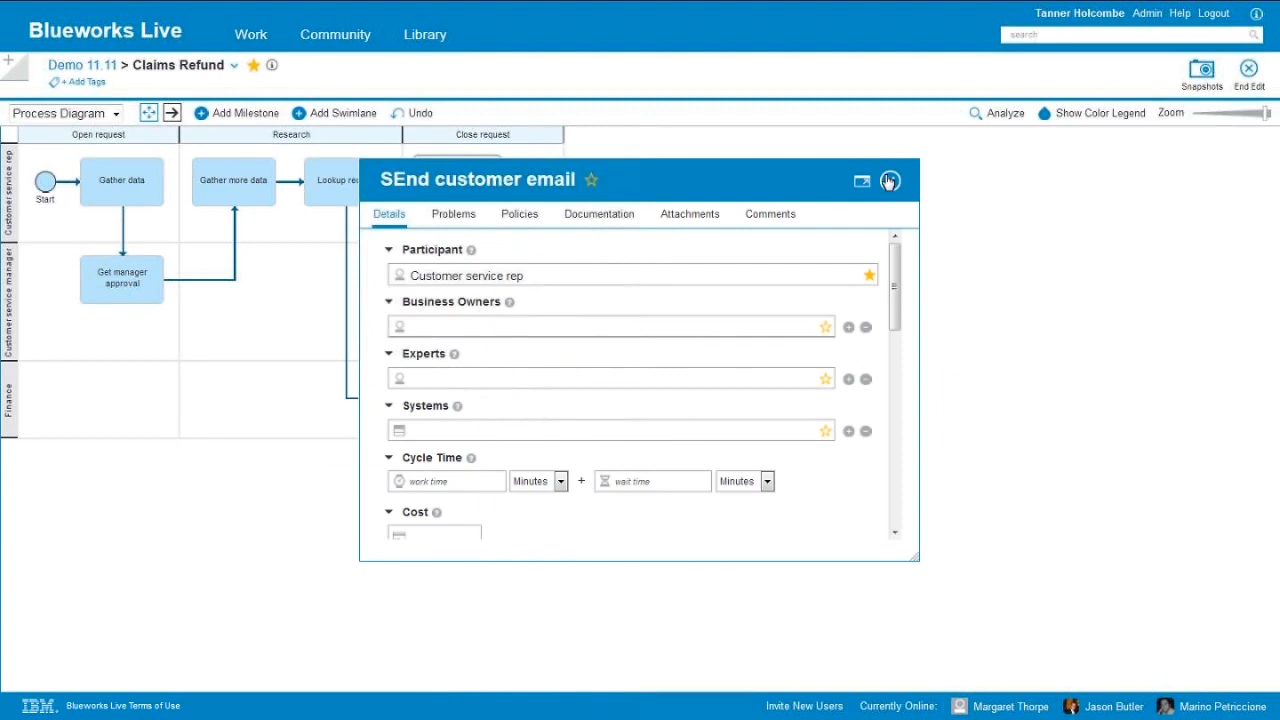 Tanner Holcombe Admin Help Logout
Blueworks Live Work Community Library
search
Demo 11.11 > Claims Refund
+ Add Tags
Snapshots End Edit
Process Diagram Add Milestone Add Swimlane Undo Analyze Show Color Legend Zoom
Open request Research Close request
Customer service rep
Start
Gather data
Gather more data
Lookup rec
Customer service manager
Get manager
approval
Finance
SEnd customer email
Details Problems Policies Documentation Attachments Comments
Participant
Customer service rep
Business Owners
Experts
Systems
Cycle Time
work time Minutes + wait time Minutes
Cost
IBM. Blueworks Live Terms of Use Invite New Users Currently Online: Margaret Thorpe Jason Butler Marino Petriccione